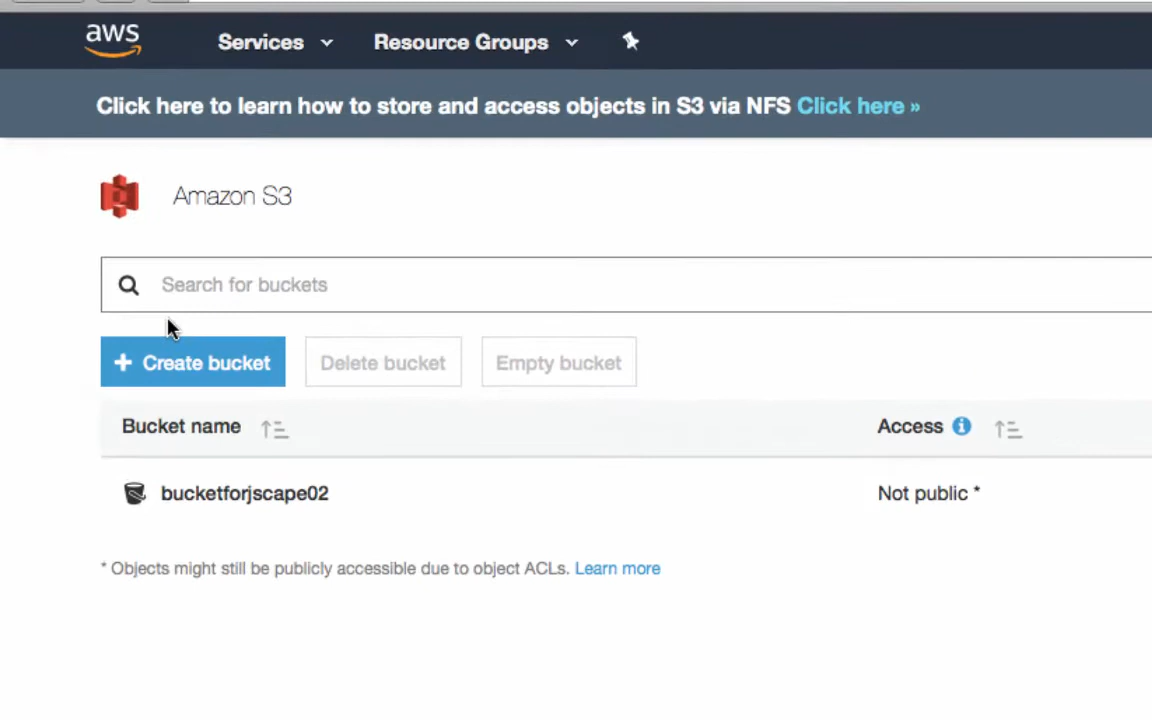 aws Services Resource Groups
Click here to learn how to store and access objects in S3 via NFS Click here »
Amazon S3
Search for buckets
+ Create bucket Delete bucket Empty bucket
Bucket name Access
bucketforjscape02 Not public *
* Objects might still be publicly accessible due to object ACLs. Learn more